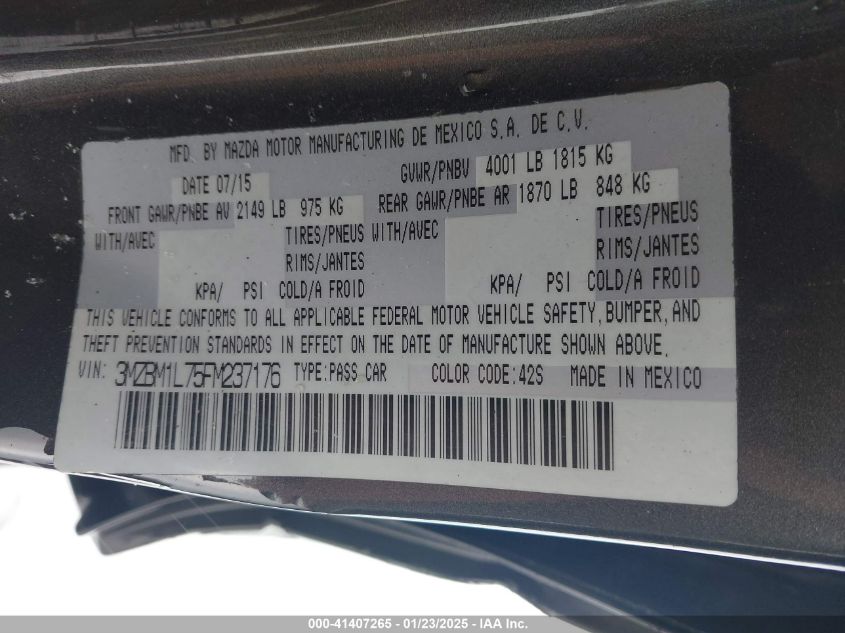 MFD. BY MAZDA MOTOR MANUFACTURING DE MEXICO S.A. DE C.V.
DATE 07/15 GVWR/PNBV 4001 LB 1815 KG
FRONT GAWR/PNBE AV 2149 LB 975 KG REAR GAWR/PNBE AR 1870 LB 848 KG
WITH/AVEC TIRES/PNEUS WITH/AVEC TIRES/PNEUS
RIMS/JANTES RIMS/JANTES
KPA/ PSI COLD/A FROID KPA/ PSI COLD/A FROID
THIS VEHICLE CONFORMS TO ALL APPLICABLE FEDERAL MOTOR VEHICLE SAFETY, BUMPER, AND
THEFT PREVENTION STANDARDS IN EFFECT ON THE DATE OF MANUFACTURE SHOWN ABOVE.
VIN: 3MZBM1L75FM237176 TYPE:PASS CAR COLOR CODE:42S MADE IN MEXICO
000-41407265 - 01/23/2025 - IAA Inc.